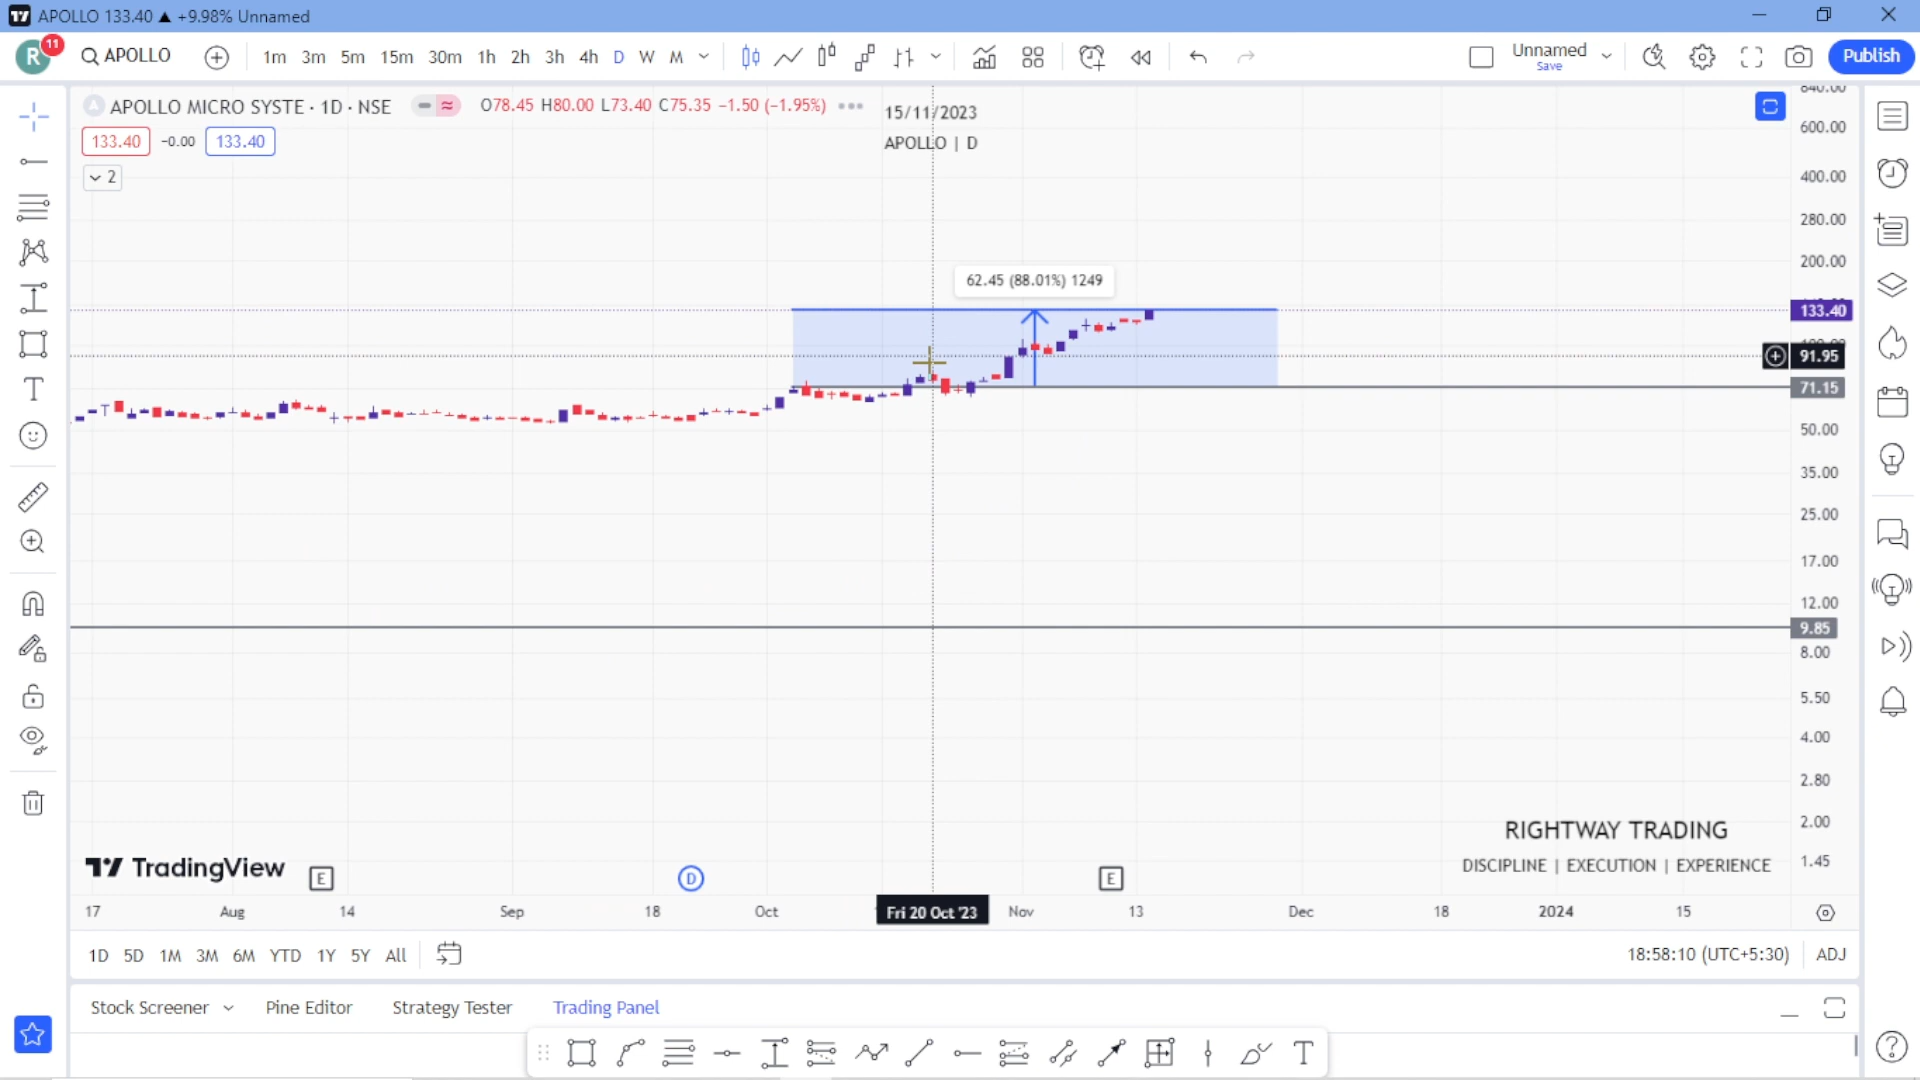 APOLLO 133.40 ▲ +9.98% Unnamed
R 11 APOLLO 1m 3m 5m 15m 30m 1h 2h 3h 4h D W M Unnamed Save Publish
APOLLO MICRO SYSTE · 1D · NSE O78.45 H80.00 L73.40 C75.35 −1.50 (−1.95%)
15/11/2023
133.40 -0.00 133.40
APOLLO | D
2
600.00
400.00
280.00
200.00
62.45 (88.01%) 1249
133.40
91.95
71.15
50.00
35.00
25.00
17.00
12.00
9.85
8.00
5.50
4.00
2.80
2.00
1.45
RIGHTWAY TRADING
DISCIPLINE | EXECUTION | EXPERIENCE
TradingView
E D E
17 Aug 14 Sep 18 Oct Fri 20 Oct '23 Nov 13 Dec 18 2024 15
1D 5D 1M 3M 6M YTD 1Y 5Y All 18:58:10 (UTC+5:30) ADJ
Stock Screener Pine Editor Strategy Tester Trading Panel